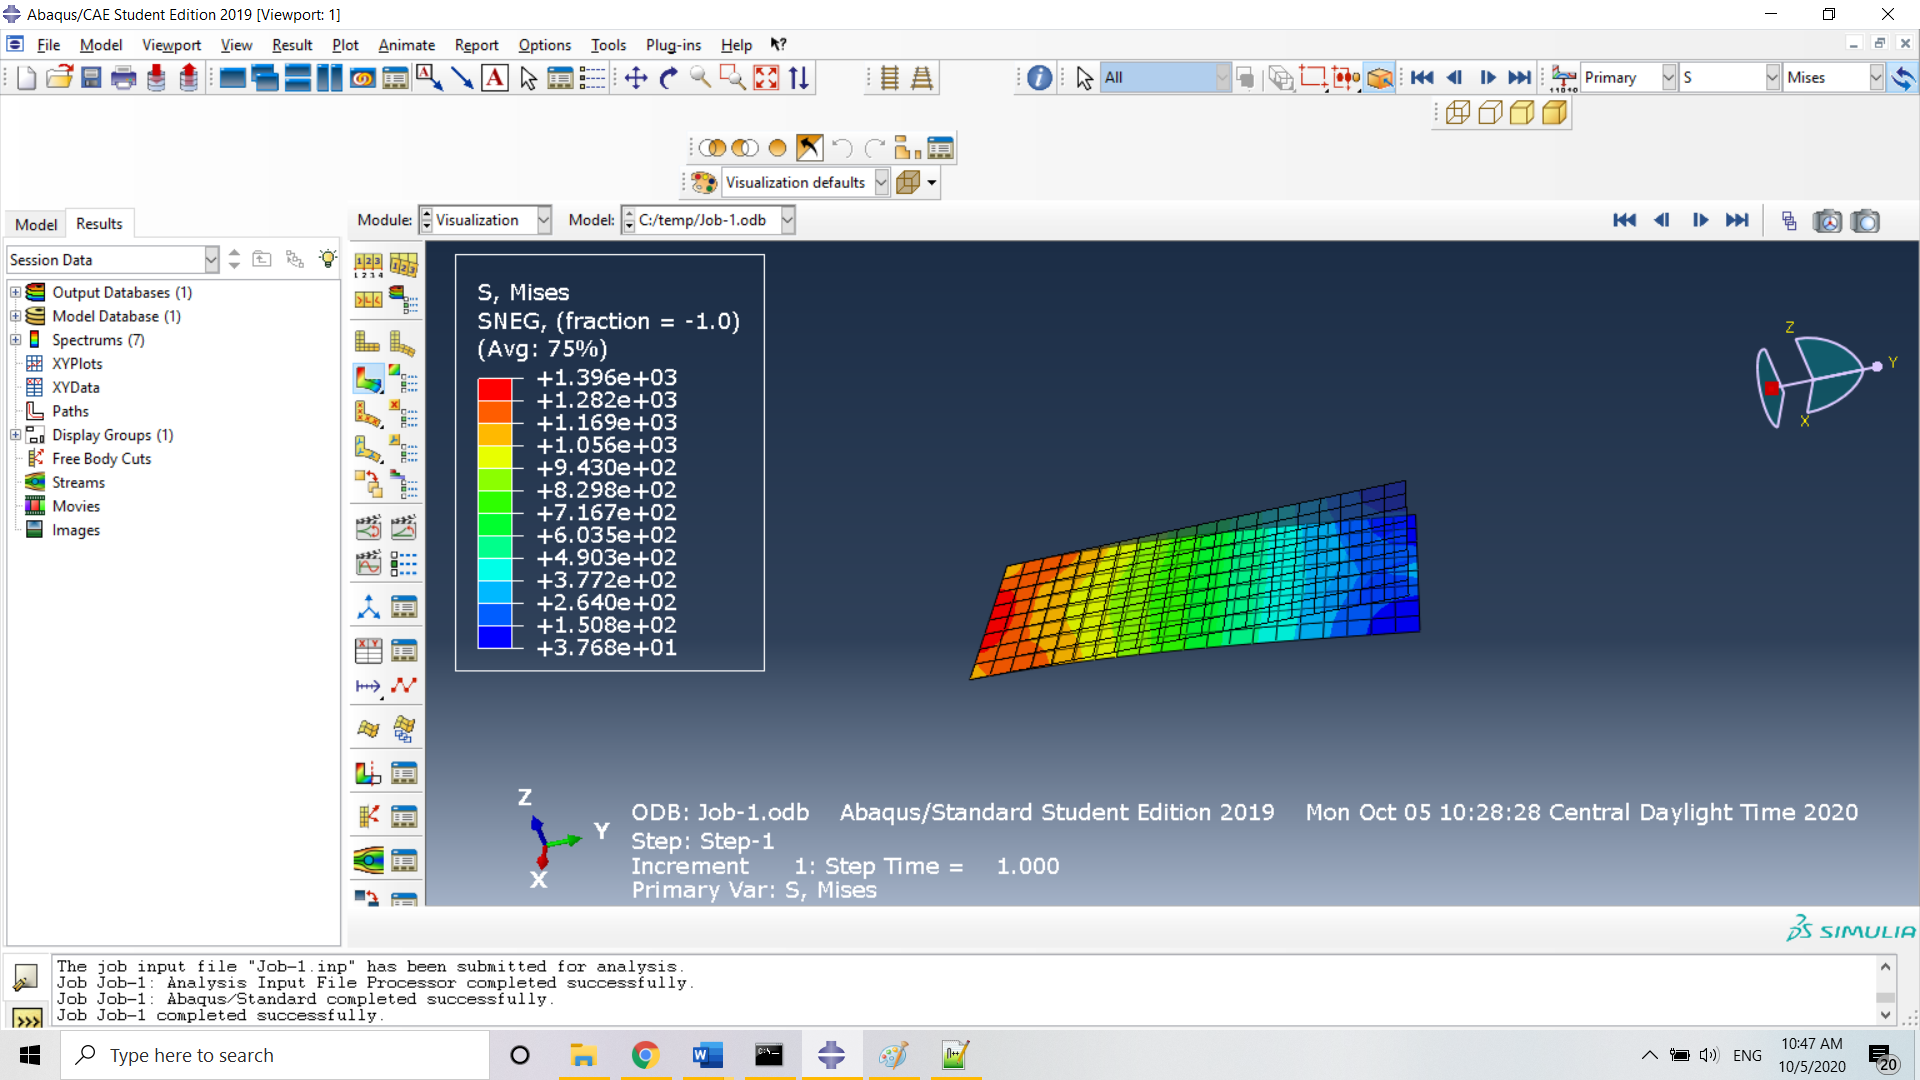 Abaqus/CAE Student Edition 2019 [Viewport: 1]
File Model Viewport View Result Plot Animate Report Options Tools Plug-ins Help
All
Primary S Mises
Visualization defaults
Model Results
Module: Visualization Model: C:/temp/Job-1.odb
Session Data
Output Databases (1)
Model Database (1)
Spectrums (7)
XYPlots
XYData
Paths
Display Groups (1)
Free Body Cuts
Streams
Movies
Images
S, Mises
SNEG, (fraction = -1.0)
(Avg: 75%)
+1.396e+03
+1.282e+03
+1.169e+03
+1.056e+03
+9.430e+02
+8.298e+02
+7.167e+02
+6.035e+02
+4.903e+02
+3.772e+02
+2.640e+02
+1.508e+02
+3.768e+01
Z
Y
X
Z
Y
X
ODB: Job-1.odb Abaqus/Standard Student Edition 2019 Mon Oct 05 10:28:28 Central Daylight Time 2020
Step: Step-1
Increment 1: Step Time = 1.000
Primary Var: S, Mises
SIMULIA
The job input file "Job-1.inp" has been submitted for analysis.
Job Job-1: Analysis Input File Processor completed successfully.
Job Job-1: Abaqus/Standard completed successfully.
Job Job-1 completed successfully.
Type here to search
ENG
10:47 AM
10/5/2020
20